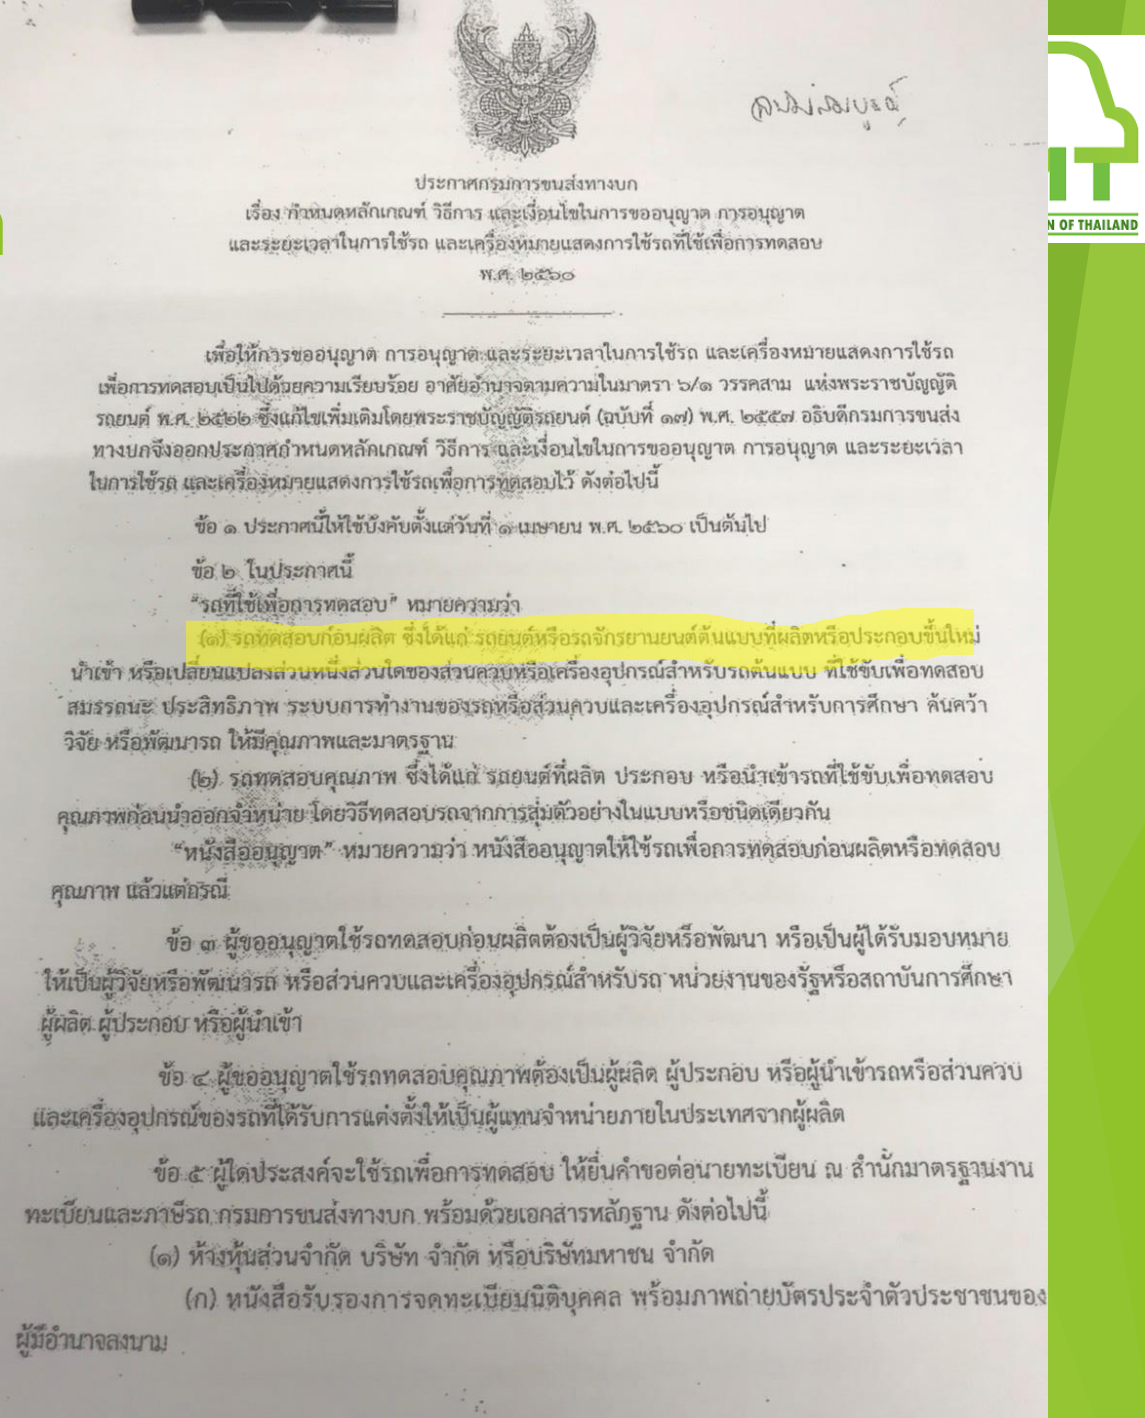 ฉบับสมบูรณ์
ประกาศกรมการขนส่งทางบก
เรื่อง กำหนดหลักเกณฑ์ วิธีการ และเงื่อนไขในการขออนุญาต การอนุญาต
และระยะเวลาในการใช้รถ และเครื่องหมายแสดงการใช้รถที่ใช้เพื่อการทดสอบ
พ.ศ. ๒๕๖๐
N OF THAILAND
เพื่อให้การขออนุญาต การอนุญาต และระยะเวลาในการใช้รถ และเครื่องหมายแสดงการใช้รถ
เพื่อการทดสอบเป็นไปด้วยความเรียบร้อย อาศัยอำนาจตามความในมาตรา ๖/๑ วรรคสาม แห่งพระราชบัญญัติ
รถยนต์ พ.ศ. ๒๕๒๒ ซึ่งแก้ไขเพิ่มเติมโดยพระราชบัญญัติรถยนต์ (ฉบับที่ ๑๗) พ.ศ. ๒๕๕๗ อธิบดีกรมการขนส่ง
ทางบกจึงออกประกาศกำหนดหลักเกณฑ์ วิธีการ และเงื่อนไขในการขออนุญาต การอนุญาต และระยะเวลา
ในการใช้รถ และเครื่องหมายแสดงการใช้รถเพื่อการทดสอบไว้ ดังต่อไปนี้
ข้อ ๑ ประกาศนี้ให้ใช้บังคับตั้งแต่วันที่ ๑ เมษายน พ.ศ. ๒๕๖๐ เป็นต้นไป
ข้อ ๒ ในประกาศนี้
“รถที่ใช้เพื่อการทดสอบ” หมายความว่า
(๑) รถทดสอบก่อนผลิต ซึ่งได้แก่ รถยนต์หรือรถจักรยานยนต์ต้นแบบที่ผลิตหรือประกอบขึ้นใหม่
นำเข้า หรือเปลี่ยนแปลงส่วนหนึ่งส่วนใดของส่วนควบหรือเครื่องอุปกรณ์สำหรับรถต้นแบบ ที่ใช้ขับเพื่อทดสอบ
สมรรถนะ ประสิทธิภาพ ระบบการทำงานของรถหรือส่วนควบและเครื่องอุปกรณ์สำหรับการศึกษา ค้นคว้า
วิจัย หรือพัฒนารถ ให้มีคุณภาพและมาตรฐาน
(๒) รถทดสอบคุณภาพ ซึ่งได้แก่ รถยนต์ที่ผลิต ประกอบ หรือนำเข้ารถที่ใช้ขับเพื่อทดสอบ
คุณภาพก่อนนำออกจำหน่าย โดยวิธีทดสอบรถจากการสุ่มตัวอย่างในแบบหรือชนิดเดียวกัน
“หนังสืออนุญาต” หมายความว่า หนังสืออนุญาตให้ใช้รถเพื่อการทดสอบก่อนผลิตหรือทดสอบ
คุณภาพ แล้วแต่กรณี
ข้อ ๓ ผู้ขออนุญาตใช้รถทดสอบก่อนผลิตต้องเป็นผู้วิจัยหรือพัฒนา หรือเป็นผู้ได้รับมอบหมาย
ให้เป็นผู้วิจัยหรือพัฒนารถ หรือส่วนควบและเครื่องอุปกรณ์สำหรับรถ หน่วยงานของรัฐหรือสถาบันการศึกษา
ผู้ผลิต ผู้ประกอบ หรือผู้นำเข้า
ข้อ ๔ ผู้ขออนุญาตใช้รถทดสอบคุณภาพต้องเป็นผู้ผลิต ผู้ประกอบ หรือผู้นำเข้ารถหรือส่วนควบ
และเครื่องอุปกรณ์ของรถที่ได้รับการแต่งตั้งให้เป็นผู้แทนจำหน่ายภายในประเทศจากผู้ผลิต
ข้อ ๕ ผู้ใดประสงค์จะใช้รถเพื่อการทดสอบ ให้ยื่นคำขอต่อนายทะเบียน ณ สำนักมาตรฐานงาน
ทะเบียนและภาษีรถ กรมการขนส่งทางบก พร้อมด้วยเอกสารหลักฐาน ดังต่อไปนี้
(๑) ห้างหุ้นส่วนจำกัด บริษัท จำกัด หรือบริษัทมหาชน จำกัด
(ก) หนังสือรับรองการจดทะเบียนนิติบุคคล พร้อมภาพถ่ายบัตรประจำตัวประชาชนของ
ผู้มีอำนาจลงนาม